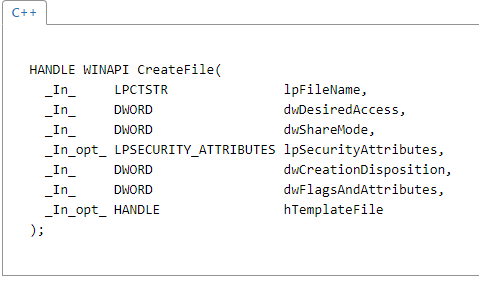 C++
HANDLE WINAPI CreateFile(
  _In_     LPCTSTR               lpFileName,
  _In_     DWORD                 dwDesiredAccess,
  _In_     DWORD                 dwShareMode,
  _In_opt_ LPSECURITY_ATTRIBUTES lpSecurityAttributes,
  _In_     DWORD                 dwCreationDisposition,
  _In_     DWORD                 dwFlagsAndAttributes,
  _In_opt_ HANDLE                hTemplateFile
);